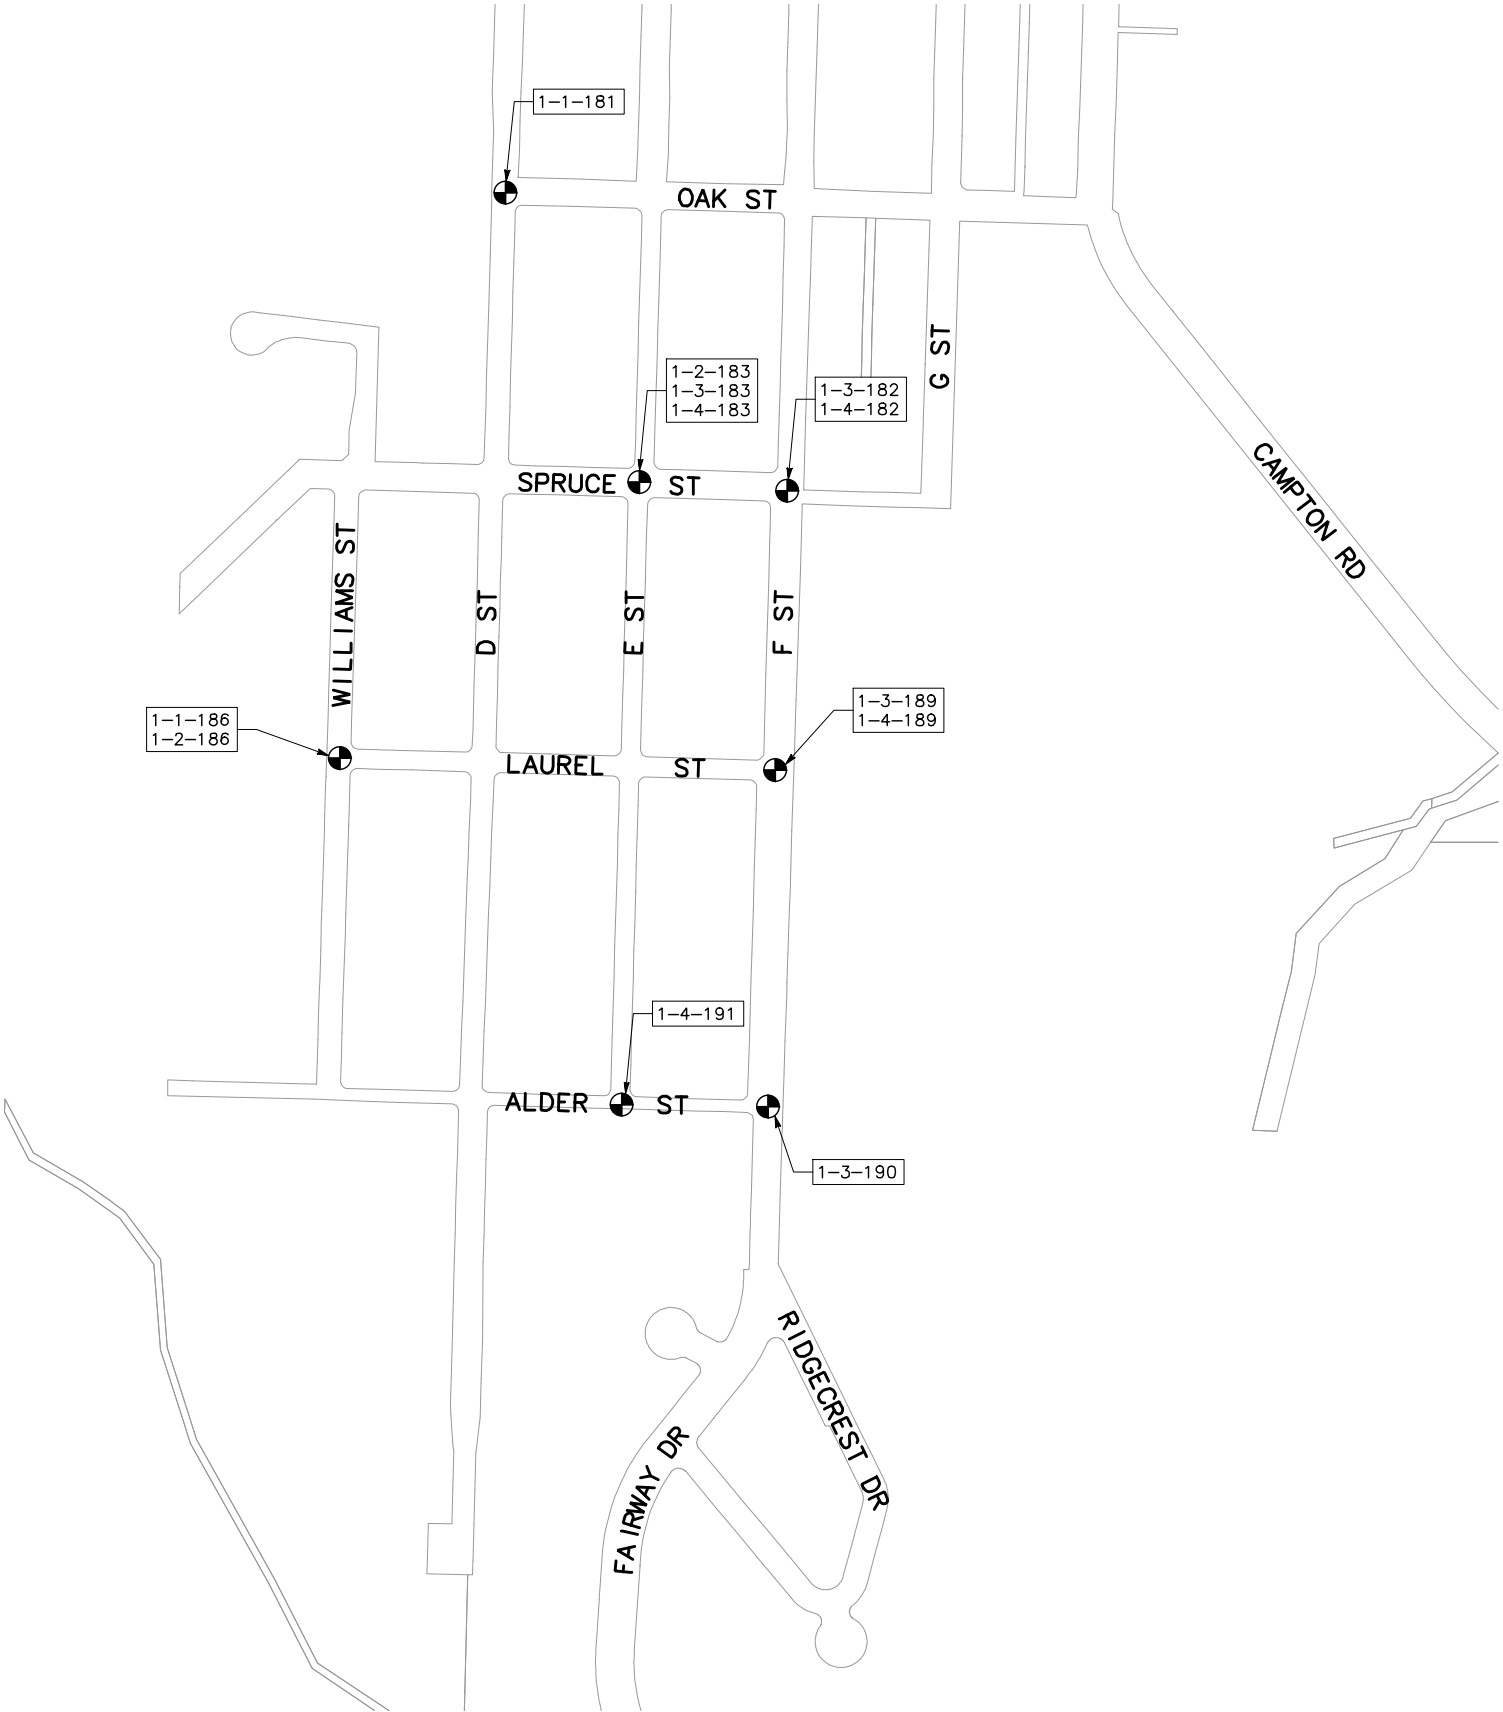 1-1-181
OAK ST
G ST
1-2-183
1-3-183
1-4-183
1-3-182
1-4-182
SPRUCE ST
CAMPTON RD
WILLIAMS ST
D ST
E ST
F ST
1-1-186
1-2-186
1-3-189
1-4-189
LAUREL ST
1-4-191
ALDER ST
1-3-190
RIDGECREST DR
FAIRWAY DR